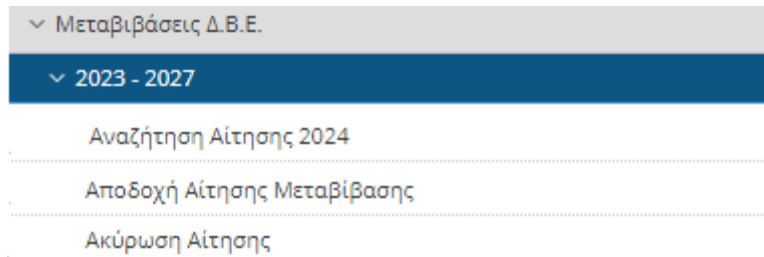 Μεταβιβάσεις Δ.Β.Ε.
2023 - 2027
Αναζήτηση Αίτησης 2024
Αποδοχή Αίτησης Μεταβίβασης
Ακύρωση Αίτησης